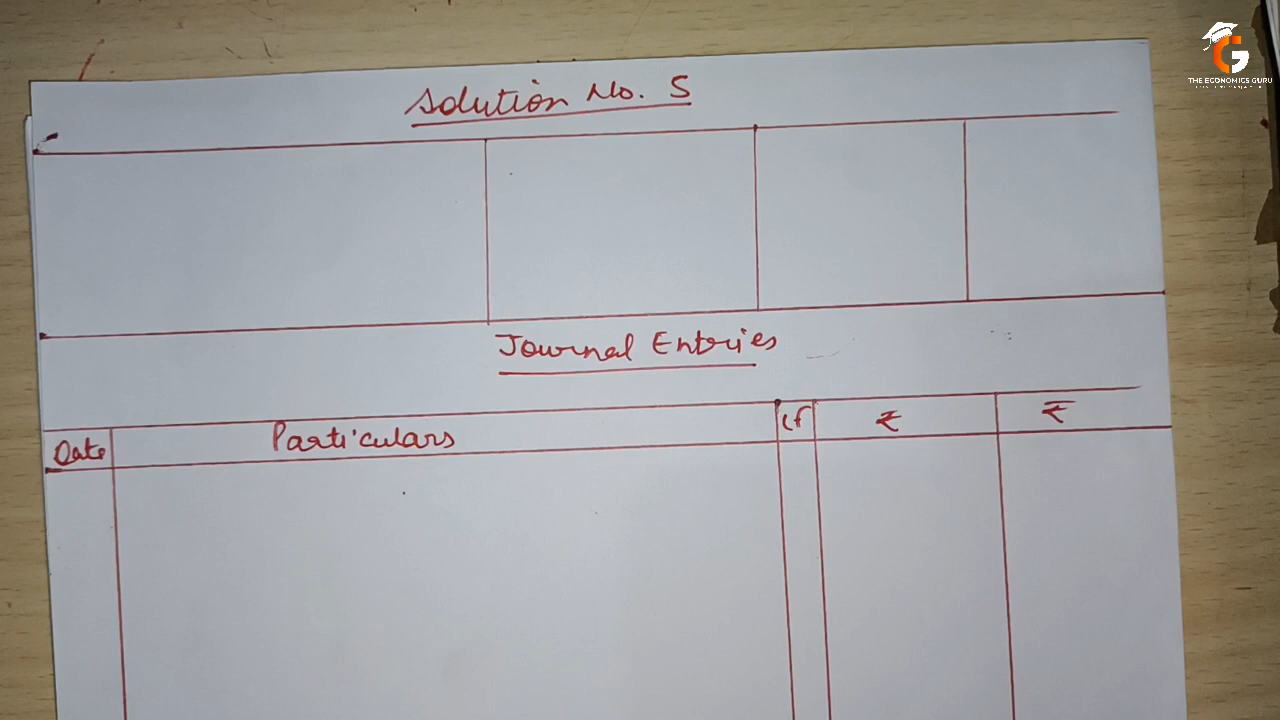 THE ECONOMICS GURU
Solution No. 5
Journal Entries
Date Particulars Lf ₹ ₹